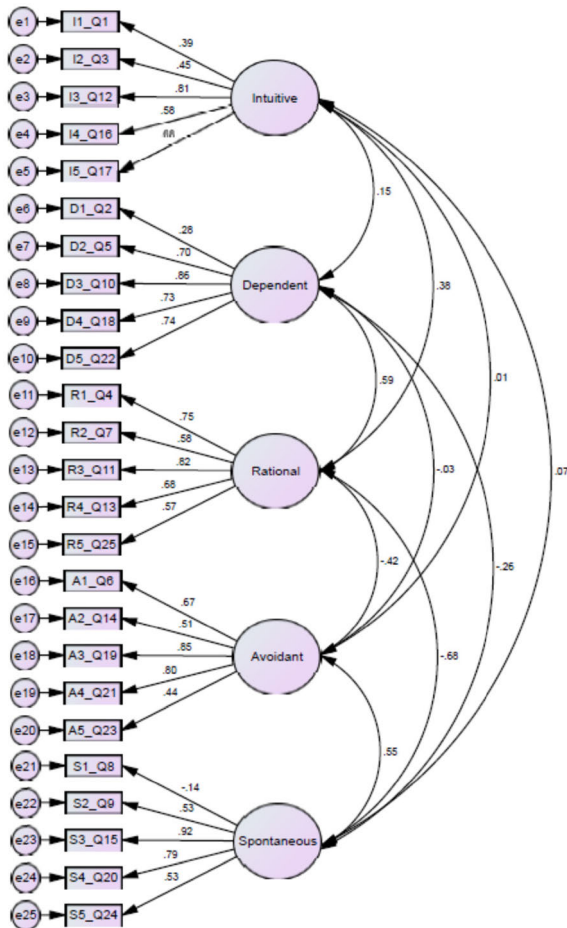 e1 I1_Q1
.39
e2 I2_Q3
.45
e3 I3_Q12
.81
Intuitive
e4 I4_Q16
.58
e5 I5_Q17
.68
.15
e6 D1_Q2
.28
e7 D2_Q5
.70
e8 D3_Q10
.86
Dependent
.38
e9 D4_Q18
.73
e10 D5_Q22
.74
.59
.01
e11 R1_Q4
.75
e12 R2_Q7
.58
e13 R3_Q11
.82
Rational
-.03
.07
e14 R4_Q13
.68
e15 R5_Q25
.57
-.42
-.26
e16 A1_Q6
.67
e17 A2_Q14
.51
e18 A3_Q19
.85
Avoidant
-.68
e19 A4_Q21
.80
e20 A5_Q23
.44
.55
e21 S1_Q8
-.14
e22 S2_Q9
.53
e23 S3_Q15
.92
Spontaneous
e24 S4_Q20
.79
e25 S5_Q24
.53